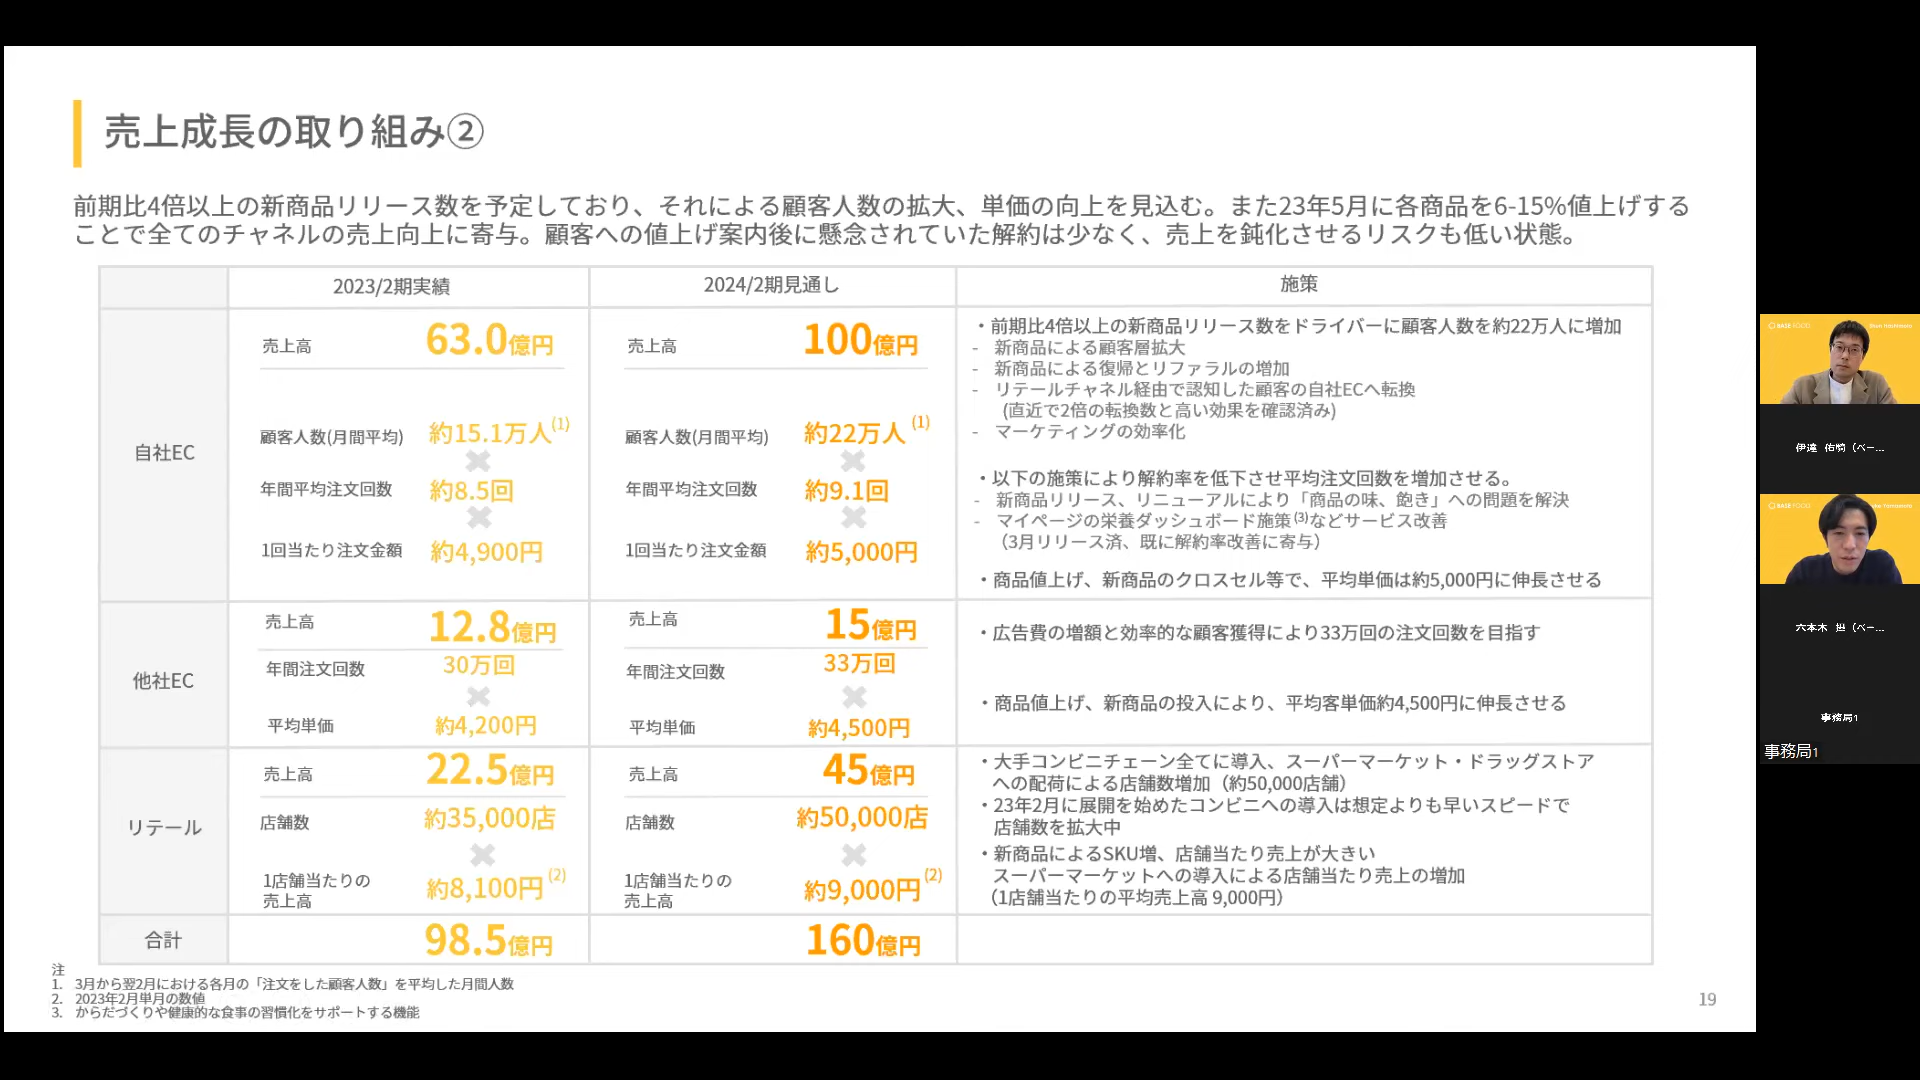 売上成長の取り組み②
前期比4倍以上の新商品リリース数を予定しており、それによる顧客人数の拡大、単価の向上を見込む。また23年5月に各商品を6-15%値上げする
ことで全てのチャネルの売上向上に寄与。顧客への値上げ案内後に懸念されていた解約は少なく、売上を鈍化させるリスクも低い状態。
2023/2期実績
2024/2期見通し
施策
自社EC
売上高 63.0億円
顧客人数(月間平均) 約15.1万人(1)
✖
年間平均注文回数 約8.5回
✖
1回当たり注文金額 約4,900円
売上高 100億円
顧客人数(月間平均) 約22万人(1)
✖
年間平均注文回数 約9.1回
✖
1回当たり注文金額 約5,000円
・前期比4倍以上の新商品リリース数をドライバーに顧客人数を約22万人に増加
- 新商品による顧客層拡大
- 新商品による復帰とリファラルの増加
- リテールチャネル経由で認知した顧客の自社ECへ転換
(直近で2倍の転換数と高い効果を確認済み)
- マーケティングの効率化
・以下の施策により解約率を低下させ平均注文回数を増加させる。
- 新商品リリース、リニューアルにより「商品の味、飽き」への問題を解決
- マイページの栄養ダッシュボード施策(3)などサービス改善
（3月リリース済、既に解約率改善に寄与）
・商品値上げ、新商品のクロスセル等で、平均単価は約5,000円に伸長させる
他社EC
売上高 12.8億円
年間注文回数 30万回
✖
平均単価 約4,200円
売上高 15億円
年間注文回数 33万回
✖
平均単価 約4,500円
・広告費の増額と効率的な顧客獲得により33万回の注文回数を目指す
・商品値上げ、新商品の投入により、平均客単価約4,500円に伸長させる
リテール
売上高 22.5億円
店舗数 約35,000店
✖
1店舗当たりの
売上高 約8,100円(2)
売上高 45億円
店舗数 約50,000店
✖
1店舗当たりの
売上高 約9,000円(2)
・大手コンビニチェーン全てに導入、スーパーマーケット・ドラッグストア
への配荷による店舗数増加（約50,000店舗）
・23年2月に展開を始めたコンビニへの導入は想定よりも早いスピードで
店舗数を拡大中
・新商品によるSKU増、店舗当たり売上が大きい
スーパーマーケットへの導入による店舗当たり売上の増加
（1店舗当たりの平均売上高 9,000円）
合計
98.5億円
160億円
注
1. 3月から翌2月における各月の「注文をした顧客人数」を平均した月間人数
2. 2023年2月単月の数値
3. からだづくりや健康的な食事の習慣化をサポートする機能
19
BASE FOOD
伊達 佑騎（ベー...
BASE FOOD
六本木 拙（ベー...
事務局1
事務局1